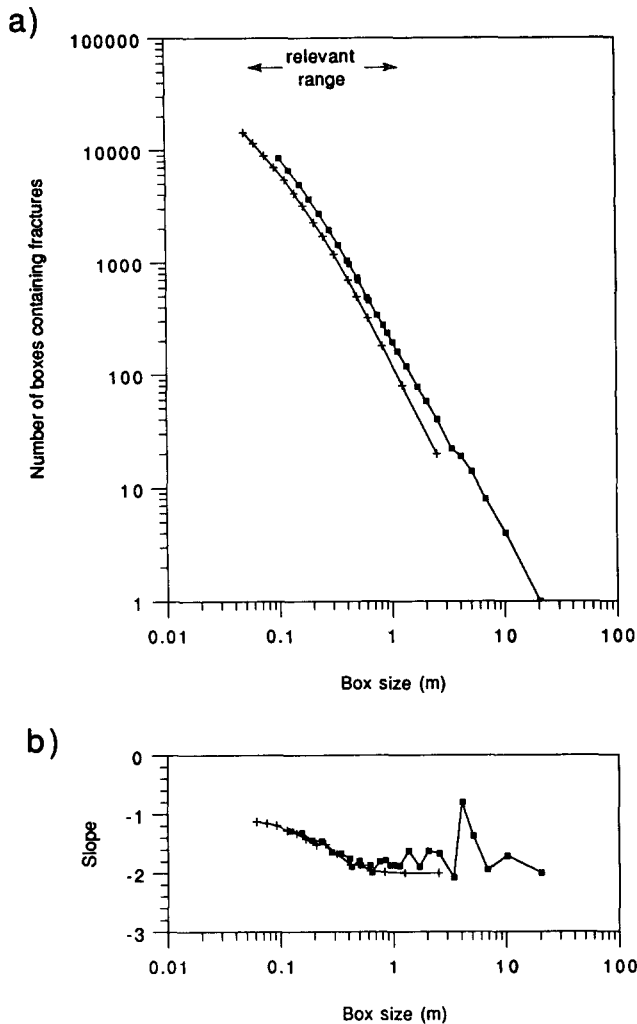 a)
100000
10000
1000
100
10
1
Number of boxes containing fractures
relevant
range
0.01 0.1 1 10 100
Box size (m)
b)
0
-1
-2
-3
Slope
0.01 0.1 1 10 100
Box size (m)